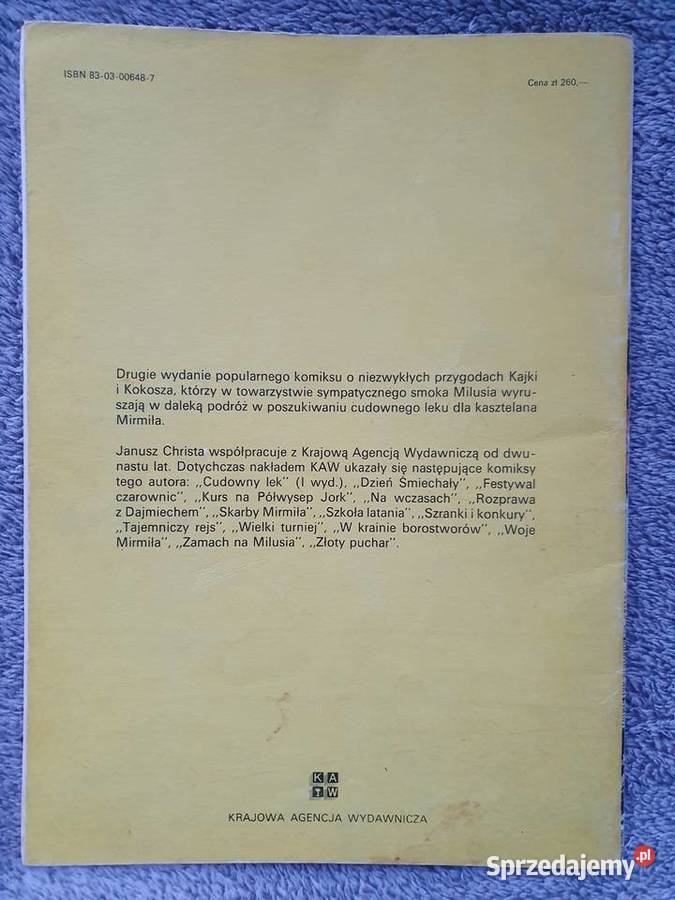 ISBN 83-03-00648-7
Cena zł 260,—
Drugie wydanie popularnego komiksu o niezwykłych przygodach Kajki
i Kokosza, którzy w towarzystwie sympatycznego smoka Milusia wyru-
szają w daleką podróż w poszukiwaniu cudownego leku dla kasztelana
Mirmiła.
Janusz Christa współpracuje z Krajową Agencją Wydawniczą od dwu-
nastu lat. Dotychczas nakładem KAW ukazały się następujące komiksy
tego autora: „Cudowny lek” (I wyd.), „Dzień Śmiechały”, „Festywal
czarownic”, „Kurs na Półwysep Jork”, „Na wczasach”, „Rozprawa
z Dajmiechem”, „Skarby Mirmiła”, „Szkoła latania”, „Szranki i konkury”,
„Tajemniczy rejs”, „Wielki turniej”, „W krainie borostworów”, „Woje
Mirmiła”, „Zamach na Milusia”, „Złoty puchar”.
K A
W
KRAJOWA AGENCJA WYDAWNICZA
Sprzedajemy.pl